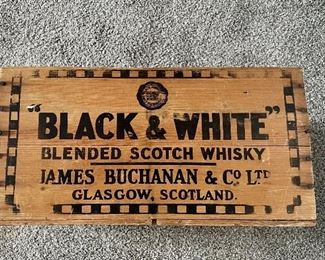 "BLACK & WHITE"
BLENDED SCOTCH WHISKY
JAMES BUCHANAN & CO LTD
GLASGOW, SCOTLAND.